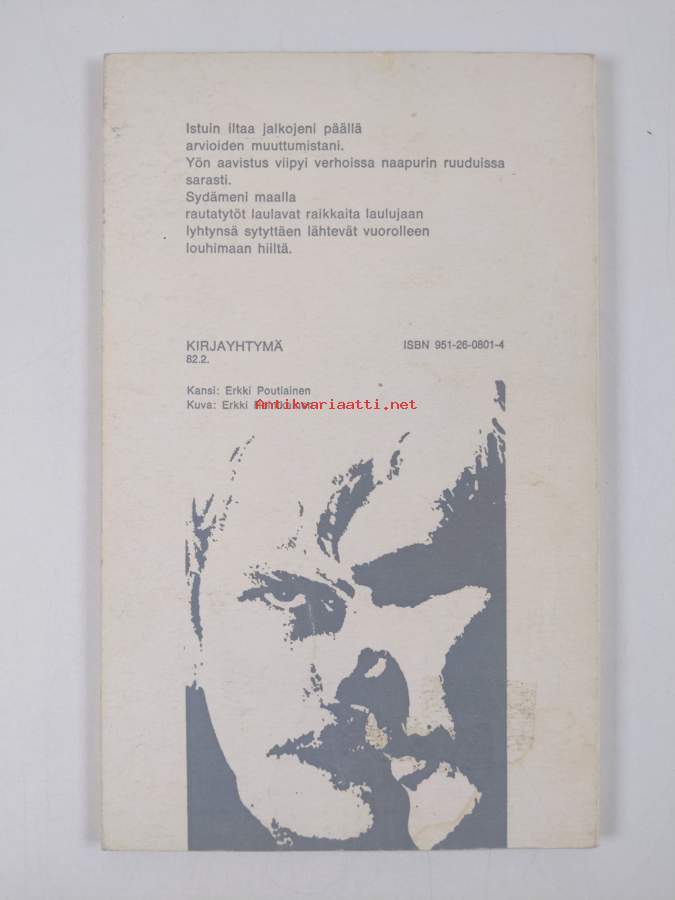 Istuin iltaa jalkojeni päällä
arvioiden muuttumistani.
Yön aavistus viipyi verhoissa naapurin ruuduissa
sarasti.
Sydämeni maalla
rautatytöt laulavat raikkaita laulujaan
lyhtynsä sytyttäen lähtevät vuorolleen
louhimaan hiiltä.
KIRJAYHTYMÄ
ISBN 951-26-0801-4
82.2.
Kansi: Erkki Poutiainen
Kuva: Erkki
Antikvariaatti.net